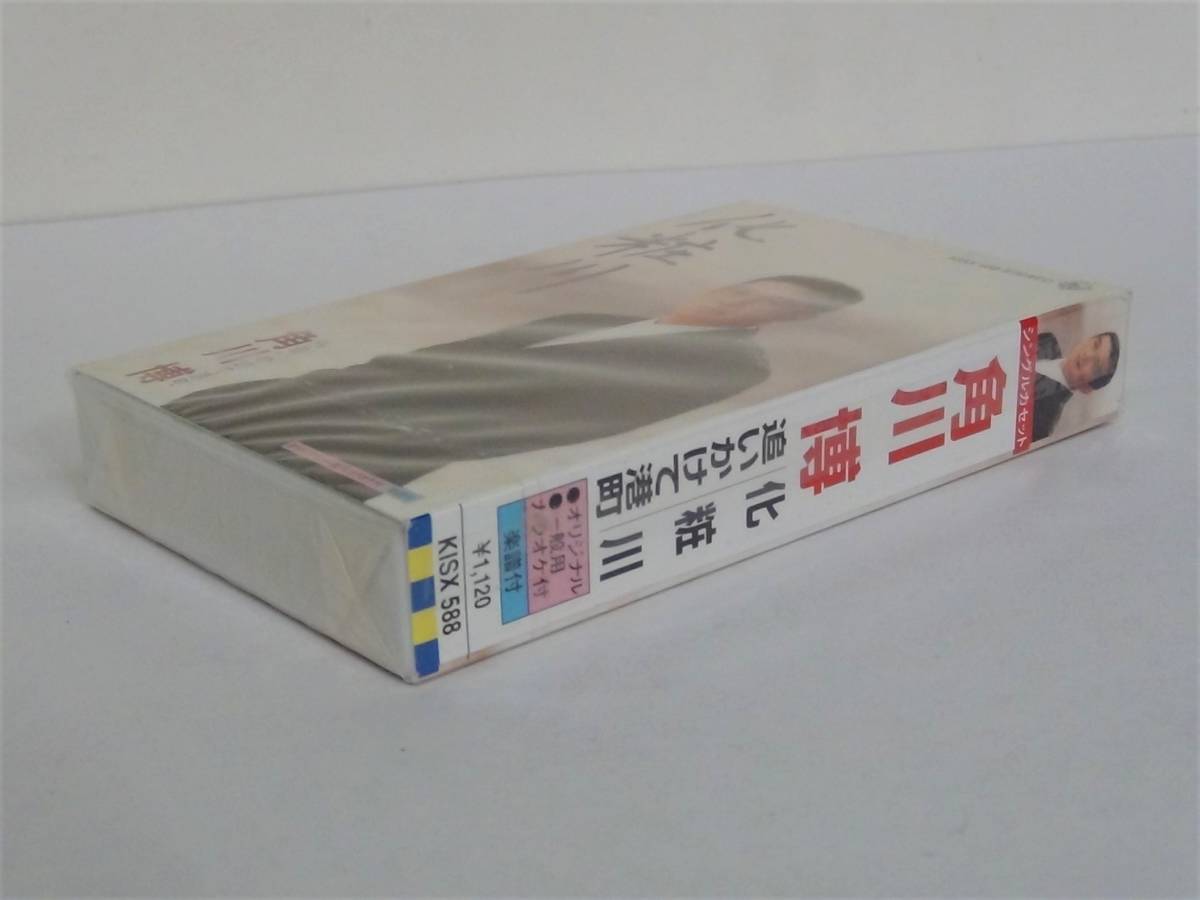 シングルカセット
角川博
化粧川
追いかけて港町
●オリジナル
●一般用
カラオケ付
楽譜付
¥1,120
KISX 588
化粧川
角川博